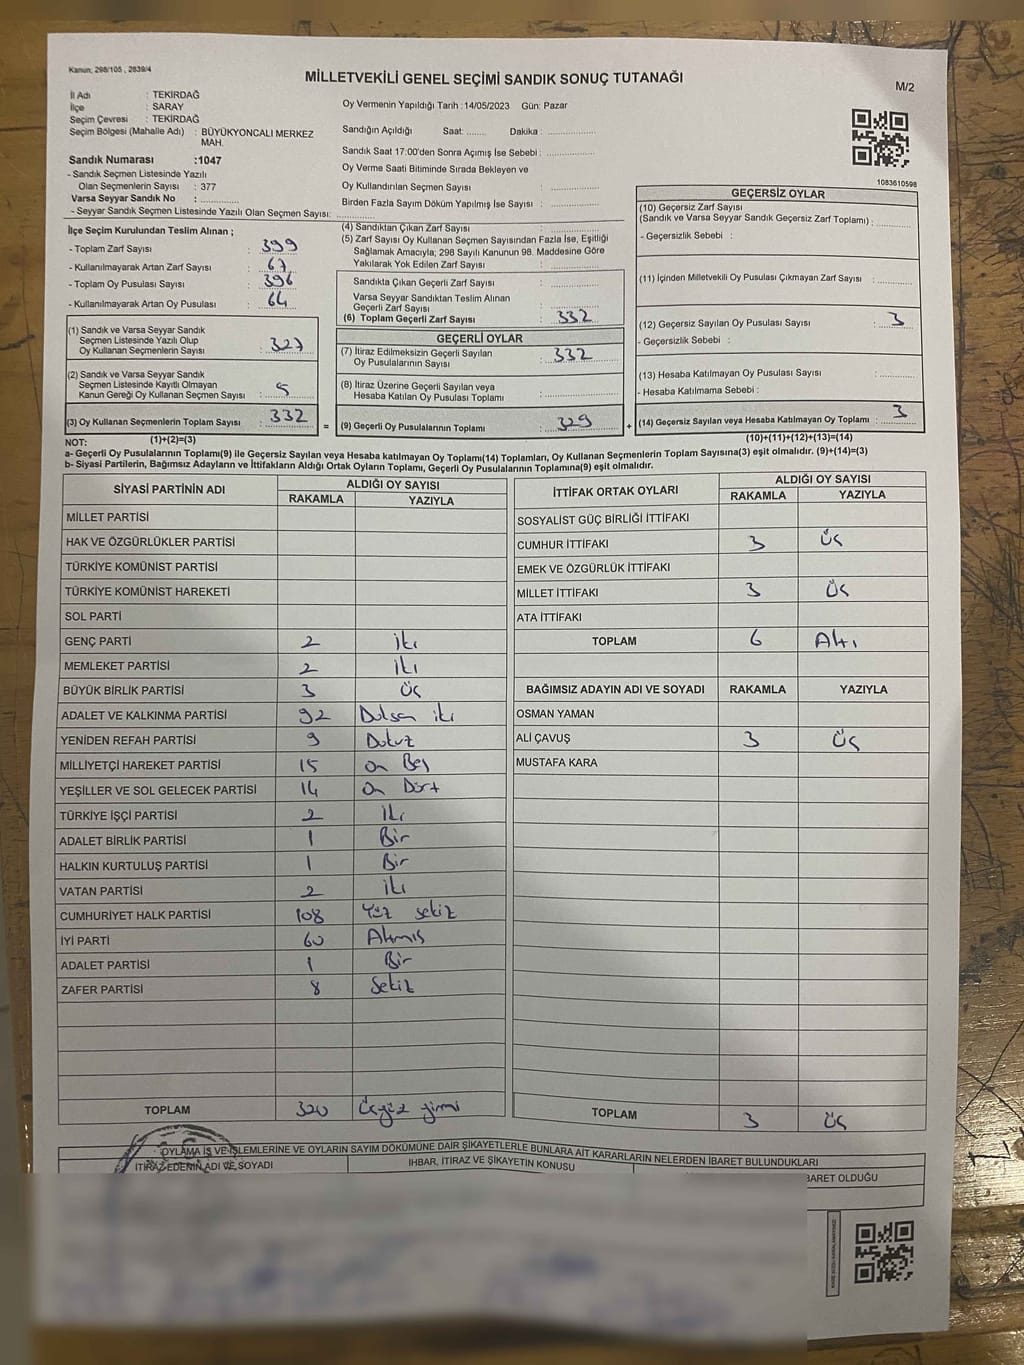 Kanun; 298/105 , 2839/4
MİLLETVEKİLİ GENEL SEÇİMİ SANDIK SONUÇ TUTANAĞI
M/2
İl Adı : TEKİRDAĞ
İlçe : SARAY
Seçim Çevresi : TEKİRDAĞ
Seçim Bölgesi (Mahalle Adı) : BÜYÜKYONCALI MERKEZ MAH.
Sandık Numarası :1047
- Sandık Seçmen Listesinde Yazılı
Olan Seçmenlerin Sayısı : 377
Varsa Seyyar Sandık No :
- Seyyar Sandık Seçmen Listesinde Yazılı Olan Seçmen Sayısı:
Oy Vermenin Yapıldığı Tarih :14/05/2023 Gün: Pazar
Sandığın Açıldığı Saat: Dakika :
Sandık Saat 17:00'den Sonra Açımış İse Sebebi :
Oy Verme Saati Bitiminde Sırada Bekleyen ve
Oy Kullandırılan Seçmen Sayısı :
Birden Fazla Sayım Döküm Yapılmış İse Sayısı :
1083610598
İlçe Seçim Kurulundan Teslim Alınan ;
- Toplam Zarf Sayısı : 399
- Kullanılmayarak Artan Zarf Sayısı : 67
- Toplam Oy Pusulası Sayısı : 396
- Kullanılmayarak Artan Oy Pusulası : 64
(1) Sandık ve Varsa Seyyar Sandık
Seçmen Listesinde Yazılı Olup
Oy Kullanan Seçmenlerin Sayısı : 327
(2) Sandık ve Varsa Seyyar Sandık
Seçmen Listesinde Kayıtlı Olmayan
Kanun Gereği Oy Kullanan Seçmen Sayısı : 5
(3) Oy Kullanan Seçmenlerin Toplam Sayısı : 332
(1)+(2)=(3)
(4) Sandıktan Çıkan Zarf Sayısı :
(5) Zarf Sayısı Oy Kullanan Seçmen Sayısından Fazla İse, Eşitliği
Sağlamak Amacıyla; 298 Sayılı Kanunun 98. Maddesine Göre
Yakılarak Yok Edilen Zarf Sayısı :
Sandıkta Çıkan Geçerli Zarf Sayısı :
Varsa Seyyar Sandıktan Teslim Alınan
Geçerli Zarf Sayısı :
(6) Toplam Geçerli Zarf Sayısı : 332
GEÇERLİ OYLAR
(7) İtiraz Edilmeksizin Geçerli Sayılan
Oy Pusulalarının Sayısı : 332
(8) İtiraz Üzerine Geçerli Sayılan veya
Hesaba Katılan Oy Pusulası Toplamı :
= (9) Geçerli Oy Pusulalarının Toplamı : 329 +
GEÇERSİZ OYLAR
(10) Geçersiz Zarf Sayısı
(Sandık ve Varsa Seyyar Sandık Geçersiz Zarf Toplamı) :
- Geçersizlik Sebebi :
(11) İçinden Milletvekili Oy Pusulası Çıkmayan Zarf Sayısı :
(12) Geçersiz Sayılan Oy Pusulası Sayısı : 3
- Geçersizlik Sebebi :
(13) Hesaba Katılmayan Oy Pusulası Sayısı :
- Hesaba Katılmama Sebebi :
(14) Geçersiz Sayılan veya Hesaba Katılmayan Oy Toplamı : 3
(10)+(11)+(12)+(13)=(14)
NOT:
a- Geçerli Oy Pusulalarının Toplamı(9) ile Geçersiz Sayılan veya Hesaba Katılmayan Oy Toplamı(14) Toplamları, Oy Kullanan Seçmenlerin Toplam Sayısına(3) eşit olmalıdır. (9)+(14)=(3)
b- Siyasi Partilerin, Bağımsız Adayların ve İttifakların Aldığı Ortak Oyların Toplamı, Geçerli Oy Pusulalarının Toplamına(9) eşit olmalıdır.
SİYASİ PARTİNİN ADI ALDIĞI OY SAYISI
RAKAMLA YAZIYLA
MİLLET PARTİSİ
HAK VE ÖZGÜRLÜKLER PARTİSİ
TÜRKİYE KOMÜNİST PARTİSİ
TÜRKİYE KOMÜNİST HAREKETİ
SOL PARTİ
GENÇ PARTİ 2 iki
MEMLEKET PARTİSİ 2 iki
BÜYÜK BİRLİK PARTİSİ 3 Üç
ADALET VE KALKINMA PARTİSİ 92 Doksan iki
YENİDEN REFAH PARTİSİ 9 Dokuz
MİLLİYETÇİ HAREKET PARTİSİ 15 on Beş
YEŞİLLER VE SOL GELECEK PARTİSİ 14 On Dört
TÜRKİYE İŞÇİ PARTİSİ 2 iki
ADALET BİRLİK PARTİSİ 1 Bir
HALKIN KURTULUŞ PARTİSİ 1 Bir
VATAN PARTİSİ 2 iki
CUMHURİYET HALK PARTİSİ 108 Yüz sekiz
İYİ PARTİ 60 Atmış
ADALET PARTİSİ 1 Bir
ZAFER PARTİSİ 8 Sekiz
TOPLAM 320 Üçyüz yirmi
İTTİFAK ORTAK OYLARI ALDIĞI OY SAYISI
RAKAMLA YAZIYLA
SOSYALİST GÜÇ BİRLİĞİ İTTİFAKI
CUMHUR İTTİFAKI 3 Üç
EMEK VE ÖZGÜRLÜK İTTİFAKI
MİLLET İTTİFAKI 3 Üç
ATA İTTİFAKI
TOPLAM 6 Altı
BAĞIMSIZ ADAYIN ADI VE SOYADI RAKAMLA YAZIYLA
OSMAN YAMAN
ALİ ÇAVUŞ 3 Üç
MUSTAFA KARA
TOPLAM 3 Üç
OYLAMA İŞ VE İŞLEMLERİNE VE OYLARIN SAYIM DÖKÜMÜNE DAİR ŞİKAYETLERLE BUNLARA AİT KARARLARIN NELERDEN İBARET BULUNDUKLARI
İTİRAZ EDENİN ADI VE SOYADI İHBAR, İTİRAZ VE ŞİKAYETİN KONUSU BARET OLDUĞU